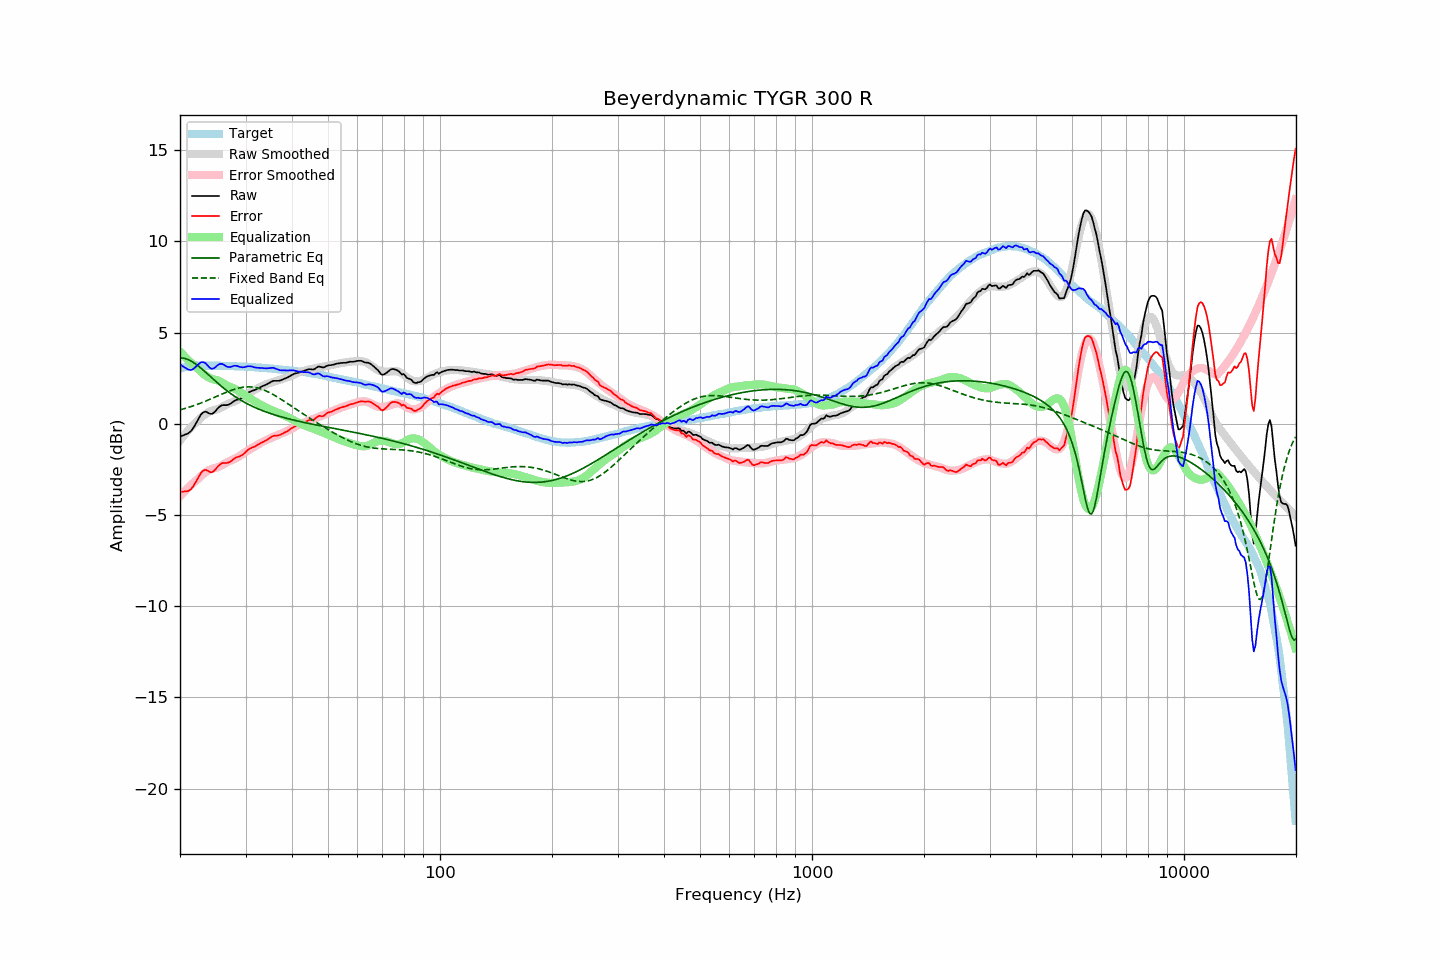 Beyerdynamic TYGR 300 R
Target
Raw Smoothed
Error Smoothed
Raw
Error
Equalization
Parametric Eq
Fixed Band Eq
Equalized
15
10
5
0
−5
−10
−15
−20
Amplitude (dBr)
100
1000
10000
Frequency (Hz)